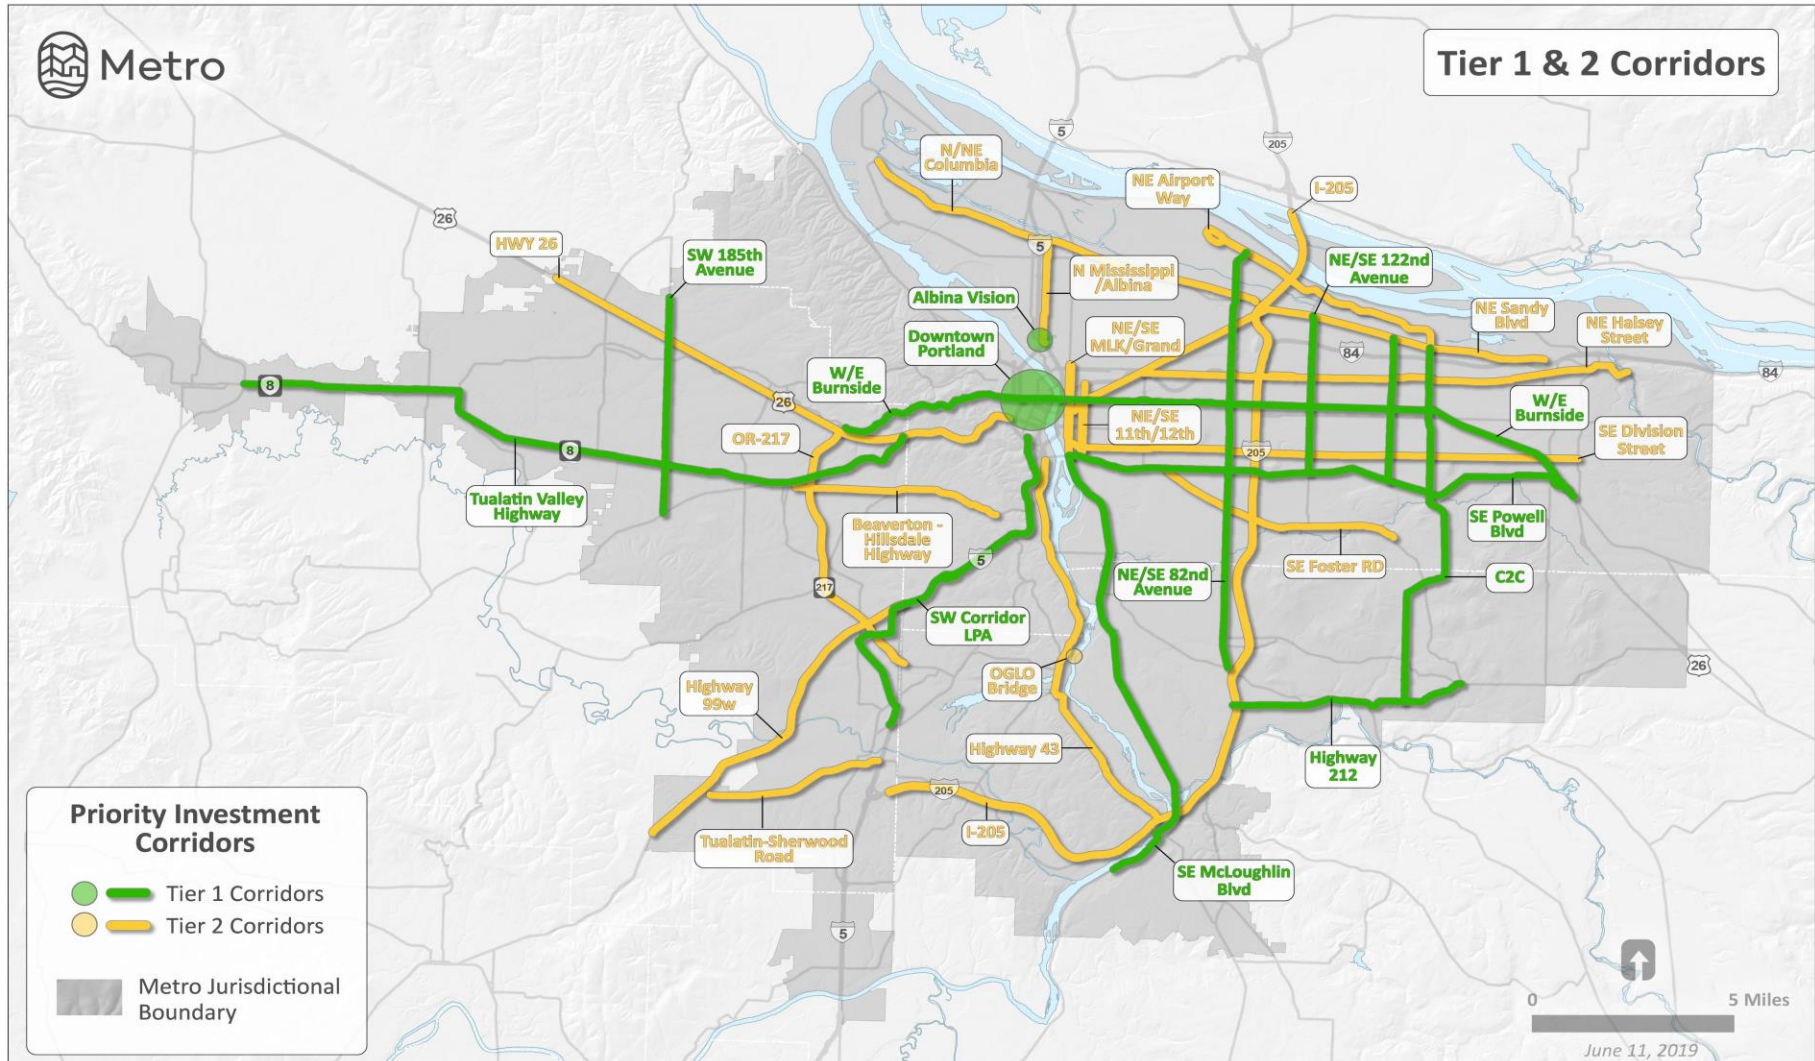 Metro
Tier 1 & 2 Corridors
5
205
N/NE
Columbia
NE Airport
Way
I-205
26
HWY 26
SW 185th
Avenue
5
NE/SE 122nd
Avenue
N Mississippi
/Albina
Albina Vision
NE Sandy
Blvd
NE Halsey
Street
Downtown
Portland
NE/SE
MLK/Grand
84
84
8
W/E
Burnside
26
W/E
Burnside
OR-217
NE/SE
11th/12th
SE Division
Street
8
205
Tualatin Valley
Highway
Beaverton -
Hillsdale
Highway
SE Powell
Blvd
5
SE Foster RD
NE/SE 82nd
Avenue
C2C
217
SW Corridor
LPA
OGLO
Bridge
26
Highway
99w
Highway 43
Highway
212
205
I-205
Tualatin-Sherwood
Road
SE McLoughlin
Blvd
5
Priority Investment
Corridors
Tier 1 Corridors
Tier 2 Corridors
Metro Jurisdictional
Boundary
0
5 Miles
June 11, 2019